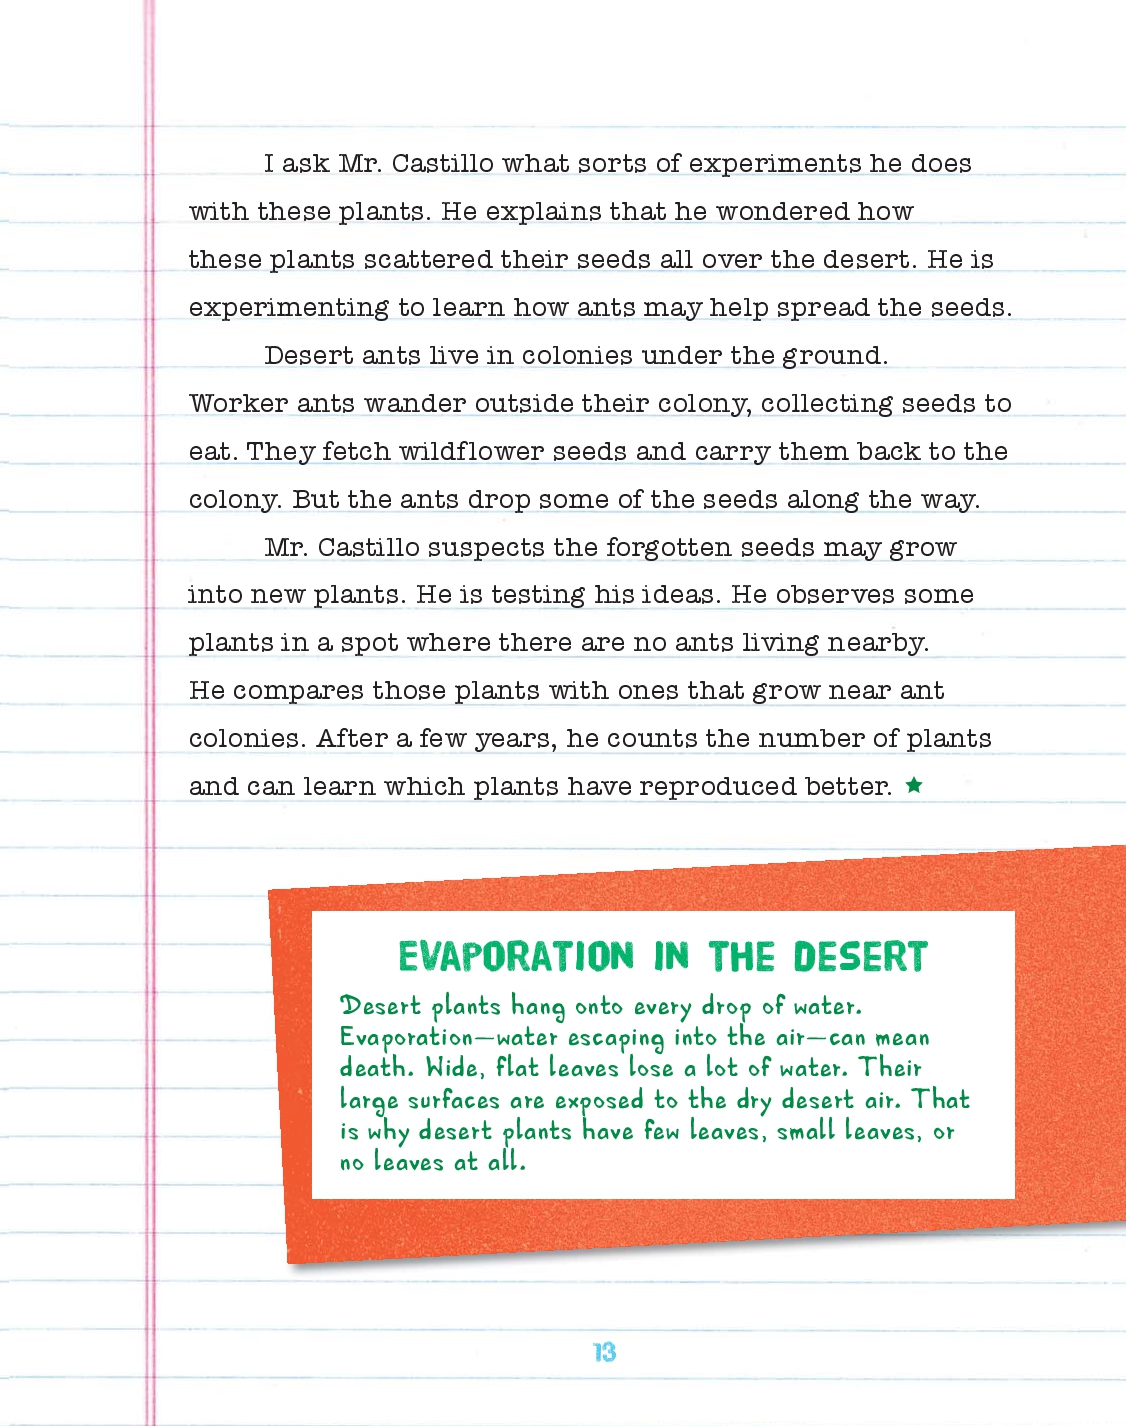 I ask Mr. Castillo what sorts of experiments he does
with these plants. He explains that he wondered how
these plants scattered their seeds all over the desert. He is
experimenting to learn how ants may help spread the seeds.
Desert ants live in colonies under the ground.
Worker ants wander outside their colony, collecting seeds to
eat. They fetch wildflower seeds and carry them back to the
colony. But the ants drop some of the seeds along the way.
Mr. Castillo suspects the forgotten seeds may grow
into new plants. He is testing his ideas. He observes some
plants in a spot where there are no ants living nearby.
He compares those plants with ones that grow near ant
colonies. After a few years, he counts the number of plants
and can learn which plants have reproduced better. ★
EVAPORATION IN THE DESERT
Desert plants hang onto every drop of water.
Evaporation—water escaping into the air—can mean
death. Wide, flat leaves lose a lot of water. Their
large surfaces are exposed to the dry desert air. That
is why desert plants have few leaves, small leaves, or
no leaves at all.
13